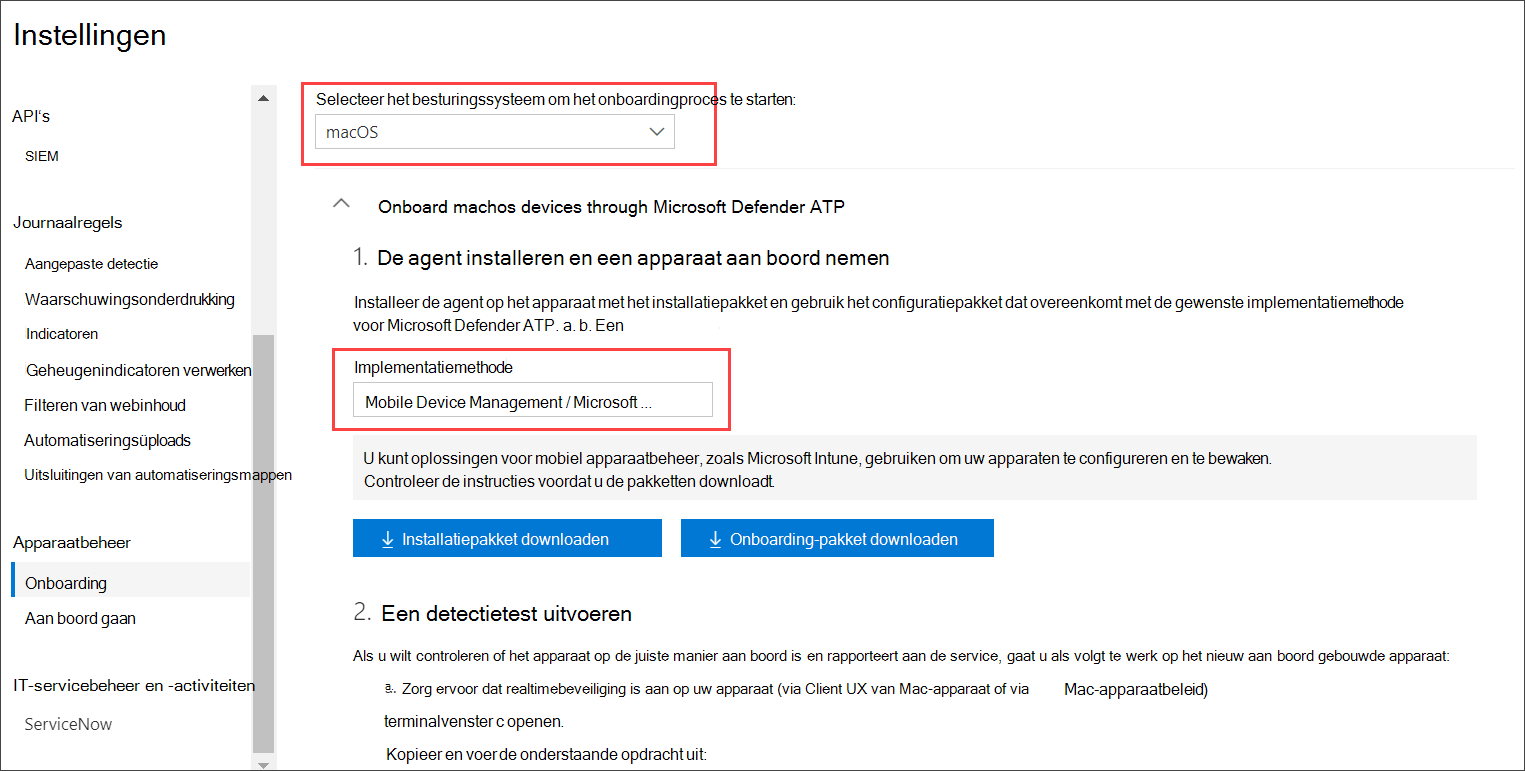 Instellingen
API's
SIEM
Journaalregels
Aangepaste detectie
Waarschuwingsonderdrukking
Indicatoren
Geheugenindicatoren verwerken
Filteren van webinhoud
Automatiseringsüploads
Uitsluitingen van automatiseringsmappen
Apparaatbeheer
Onboarding
Aan boord gaan
IT-servicebeheer en -activiteiten
ServiceNow
Selecteer het besturingssysteem om het onboardingproces te starten:
macOS
Onboard machos devices through Microsoft Defender ATP
1. De agent installeren en een apparaat aan boord nemen
Installeer de agent op het apparaat met het installatiepakket en gebruik het configuratiepakket dat overeenkomt met de gewenste implementatiemethode
voor Microsoft Defender ATP. a. b. Een
Implementatiemethode
Mobile Device Management / Microsoft ...
U kunt oplossingen voor mobiel apparaatbeheer, zoals Microsoft Intune, gebruiken om uw apparaten te configureren en te bewaken.
Controleer de instructies voordat u de pakketten downloadt.
Installatiepakket downloaden
Onboarding-pakket downloaden
2. Een detectietest uitvoeren
Als u wilt controleren of het apparaat op de juiste manier aan boord is en rapporteert aan de service, gaat u als volgt te werk op het nieuw aan boord gebouwde apparaat:
a. Zorg ervoor dat realtimebeveiliging is aan op uw apparaat (via Client UX van Mac-apparaat of via Mac-apparaatbeleid)
terminalvenster c openen.
Kopieer en voer de onderstaande opdracht uit: